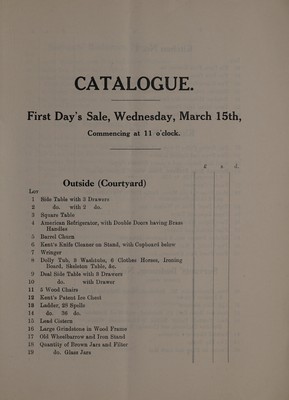 CATALOGUE.
First Day's Sale, Wednesday, March 15th,
Commencing at 11 o'clock.
£ s. d.
Outside (Courtyard)
Lot
1 Side Table with 3 Drawers
2 do. with 2 do.
3 Square Table
4 American Refrigerator, with Double Doors having Brass
Handles
5 Barrel Churn
6 Kent's Knife Cleaner on Stand, with Cupboard below
7 Wringer
8 Dolly Tub, 3 Washtubs, 6 Clothes Horses, Ironing
Board, Skeleton Table, &c.
9 Deal Side Table with 3 Drawers
10 do. with Drawer
11 5 Wood Chairs
12 Kent's Patent Ice Chest
13 Ladder, 26 Spells
14 do. 36 do.
15 Lead Cistern
16 Large Grindstone in Wood Frame
17 Old Wheelbarrow and Iron Stand
18 Quantity of Brown Jars and Filter
19 do. Glass Jars